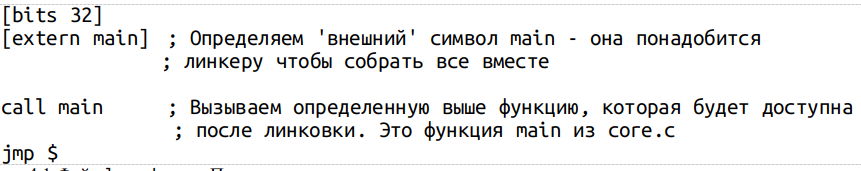 [bits 32]
[extern main] ; Определяем 'внешний' символ main - она понадобится
; линкеру чтобы собрать все вместе
call main ; Вызываем определенную выше функцию, которая будет доступна
; после линковки. Это функция main из core.c
jmp $